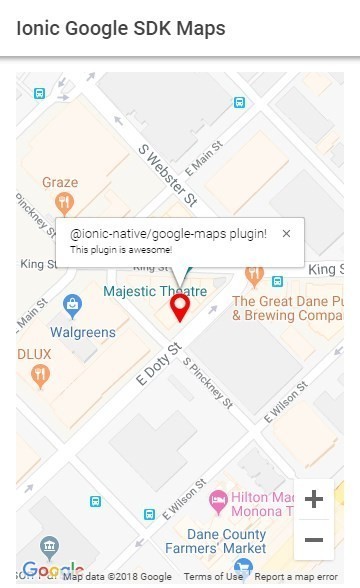 Ionic Google SDK Maps
S Webster St
E Main St
Graze
Pinckney St
@ionic-native/google-maps plugin!
This plugin is awesome!
King St
King St
King St
Majestic Theatre
Main St
Walgreens
The Great Dane Pu
& Brewing Compa
DLUX
E Doty St
S Pinckney St
E Wilson St
E Wilson St
Hilton Mad
Monona T
Dane County
Farmers' Market
Google
Map data ©2018 Google
Terms of Use
Report a map error